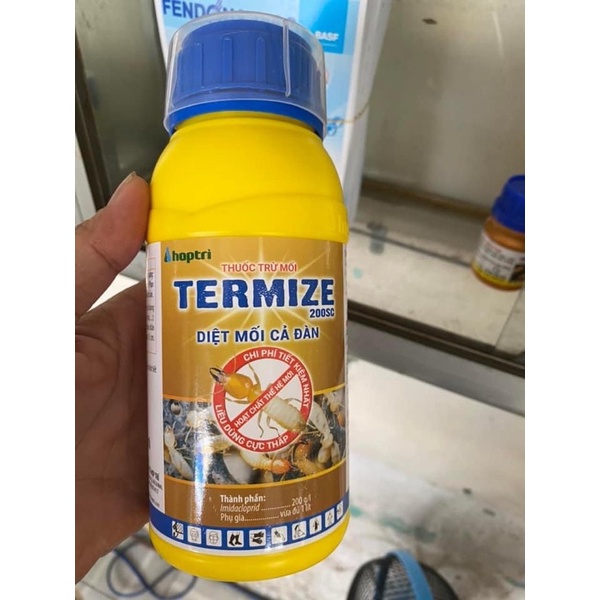 FENDO
BASF
hoptri
THUỐC TRỪ MỐI
TERMIZE
200SC
DIỆT MỐI CẢ ĐÀN
CHI PHÍ TIẾT KIỆM NHẤT
HOẠT CHẤT THẾ HỆ MỚI
LIỀU DÙNG CỰC THẤP
Thành phần:
Imidacloprid .............. 200 g/l
Phụ gia................. vừa đủ 1 lít